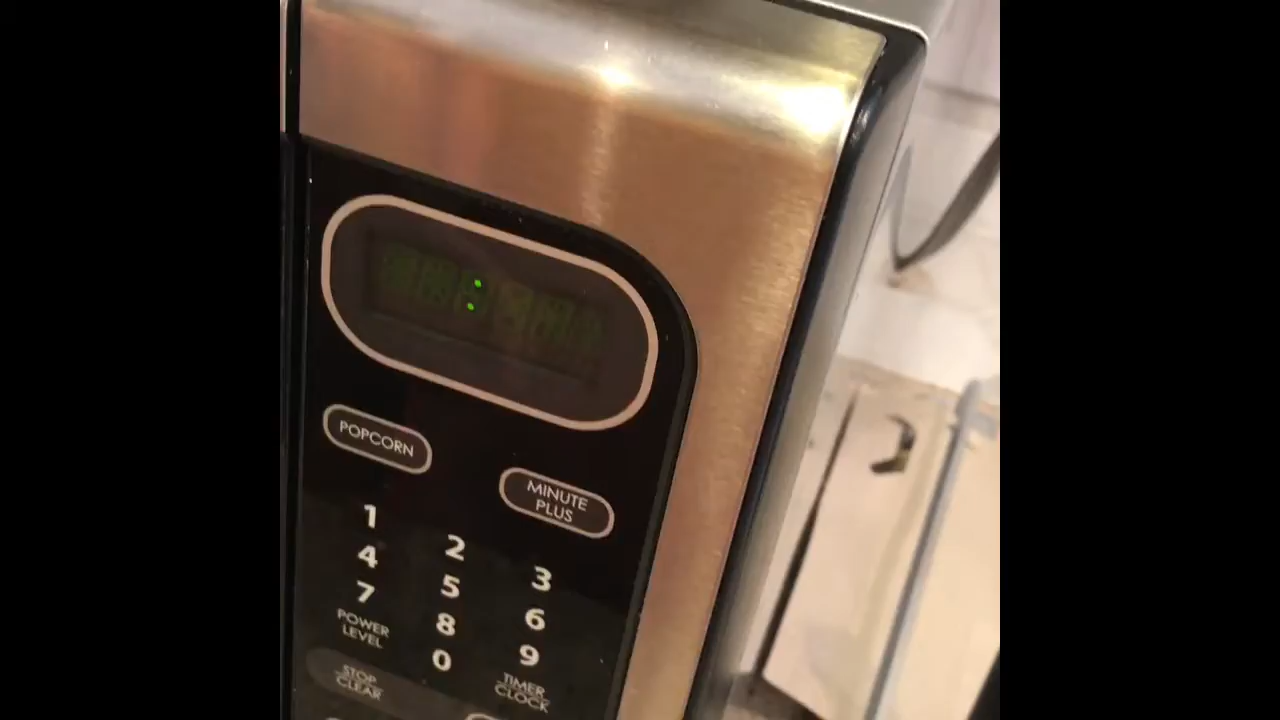 :
POPCORN
MINUTE
PLUS
1 2 3
4 5 6
7 8 9
POWER
LEVEL
0
TIMER
CLOCK
STOP
CLEAR